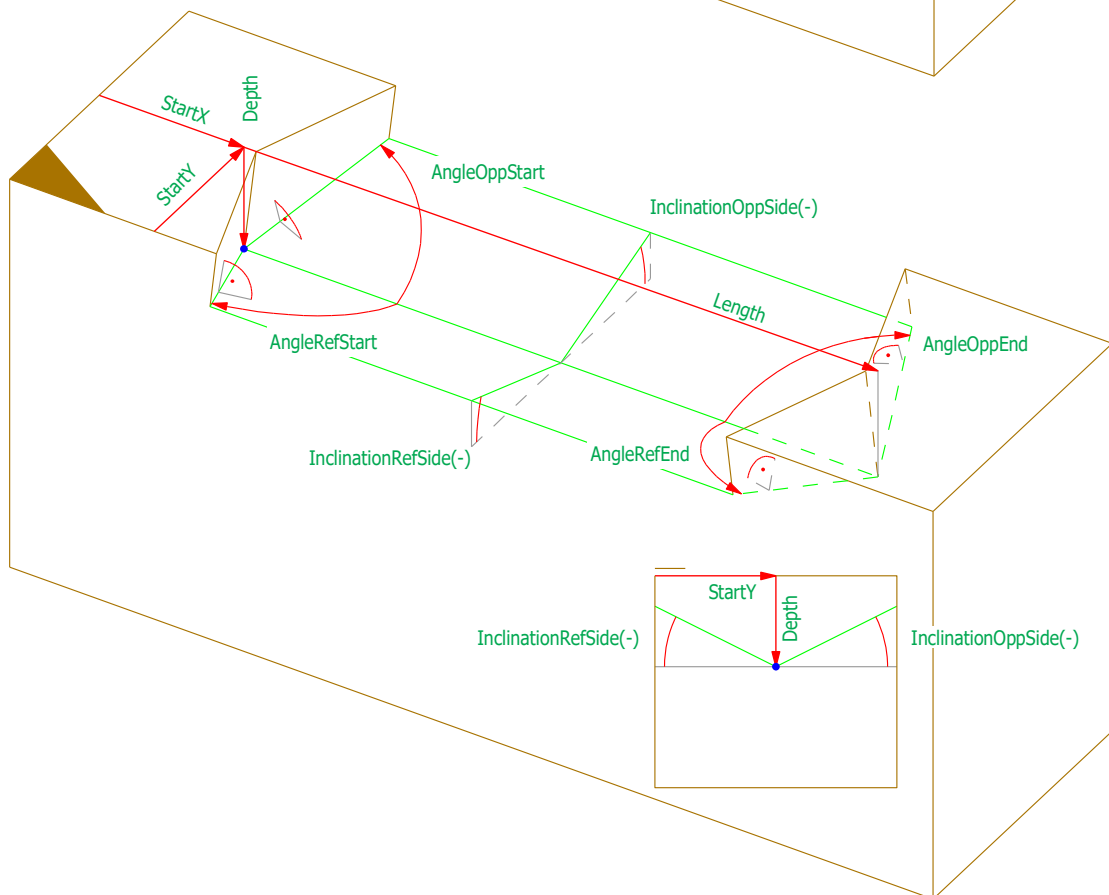 Depth
StartX
StartY
AngleOppStart
InclinationOppSide(-)
Length
AngleRefStart
AngleOppEnd
InclinationRefSide(-)
AngleRefEnd
StartY
Depth
InclinationRefSide(-)
InclinationOppSide(-)